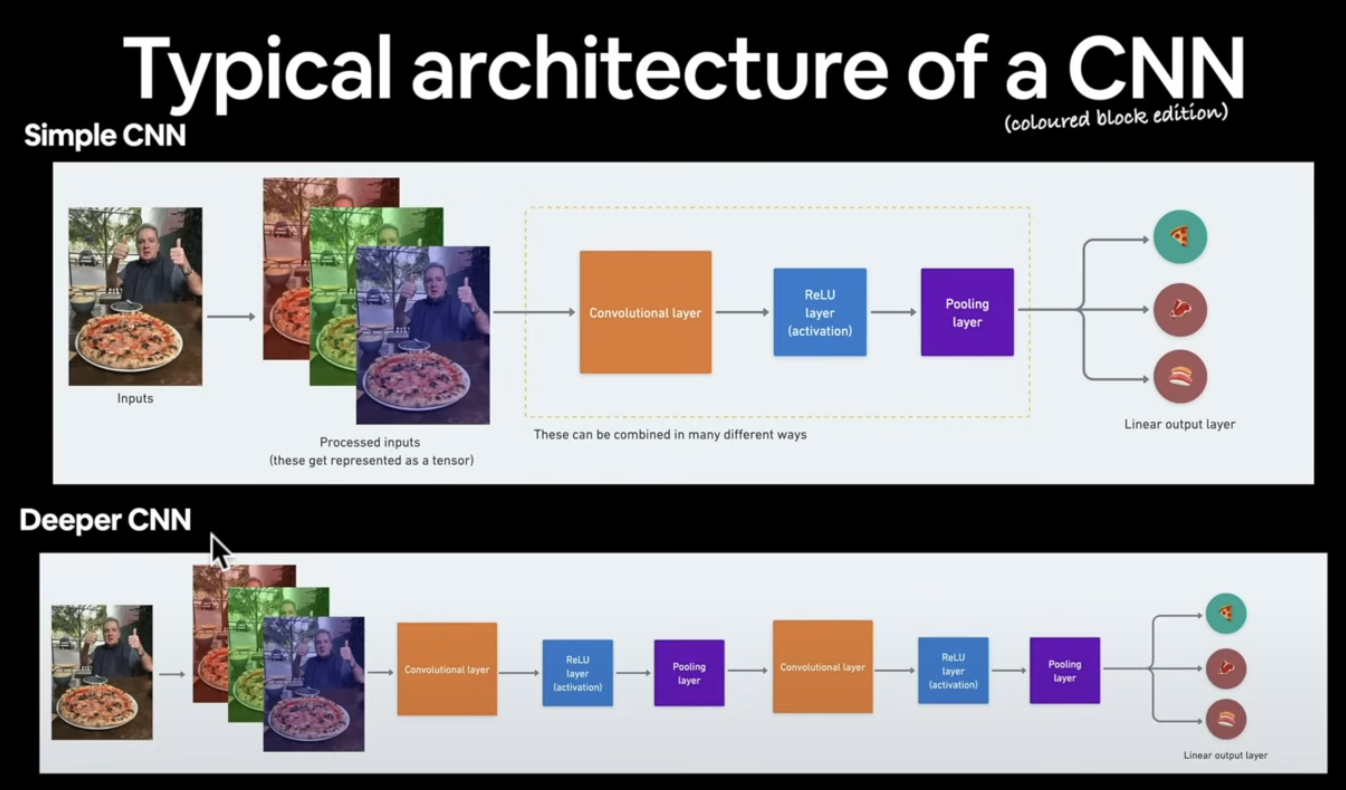 Typical architecture of a CNN
(coloured block edition)
Simple CNN
Inputs
Processed inputs
(these get represented as a tensor)
Convolutional layer
ReLU
layer
(activation)
Pooling
layer
These can be combined in many different ways
Linear output layer
Deeper CNN
Convolutional layer
ReLU
layer
(activation)
Pooling
layer
Convolutional layer
ReLU
layer
(activation)
Pooling
layer
Linear output layer